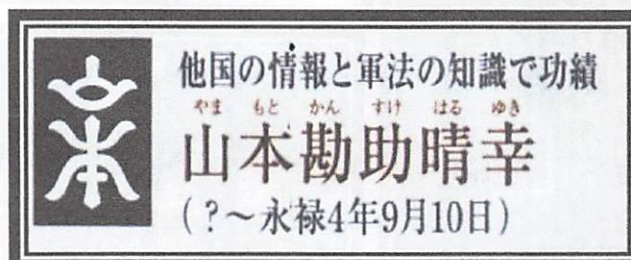 他国の情報と軍法の知識で功績
やま もと かん すけ はる ゆき
山本勘助晴幸
(?〜永禄4年9月10日)